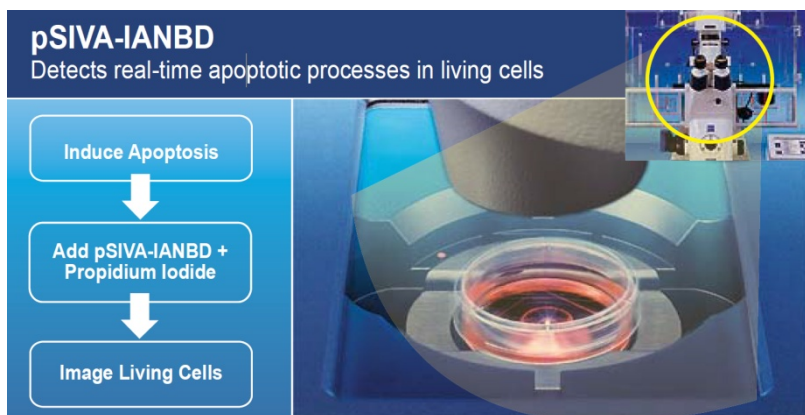 pSIVA-IANBD
Detects real-time apoptotic processes in living cells
Induce Apoptosis
Add pSIVA-IANBD +
Propidium Iodide
Image Living Cells